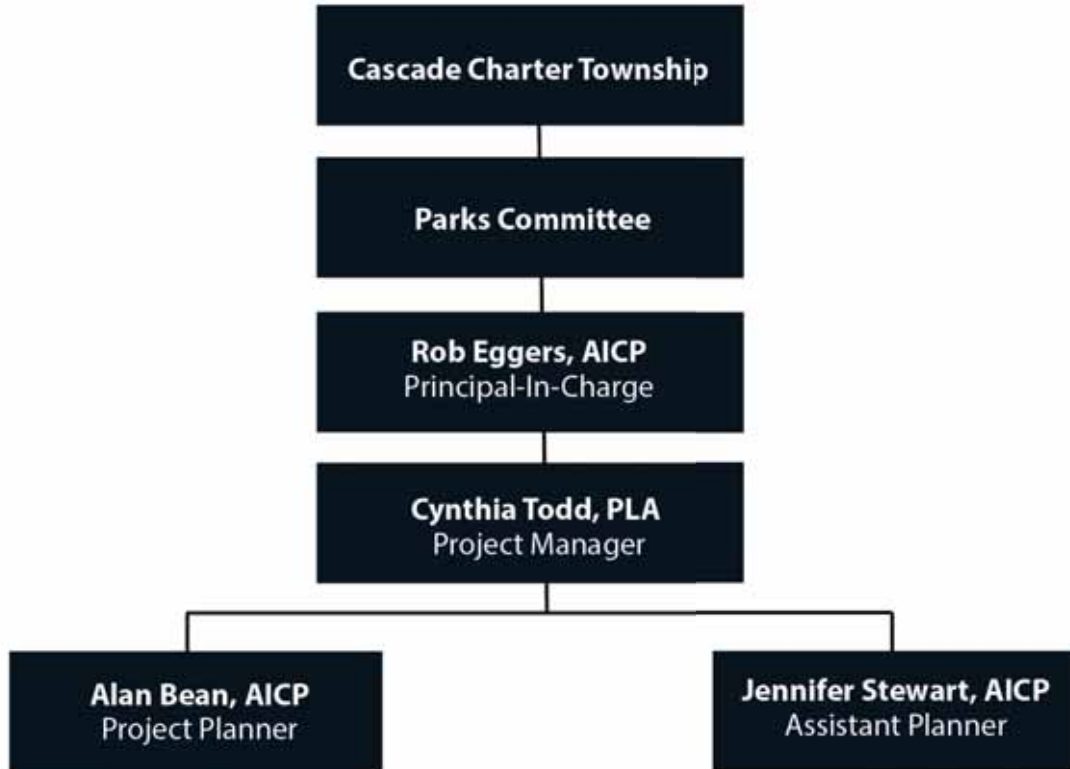 Cascade Charter Township
Parks Committee
Rob Eggers, AICP
Principal-In-Charge
Cynthia Todd, PLA
Project Manager
Alan Bean, AICP
Project Planner
Jennifer Stewart, AICP
Assistant Planner